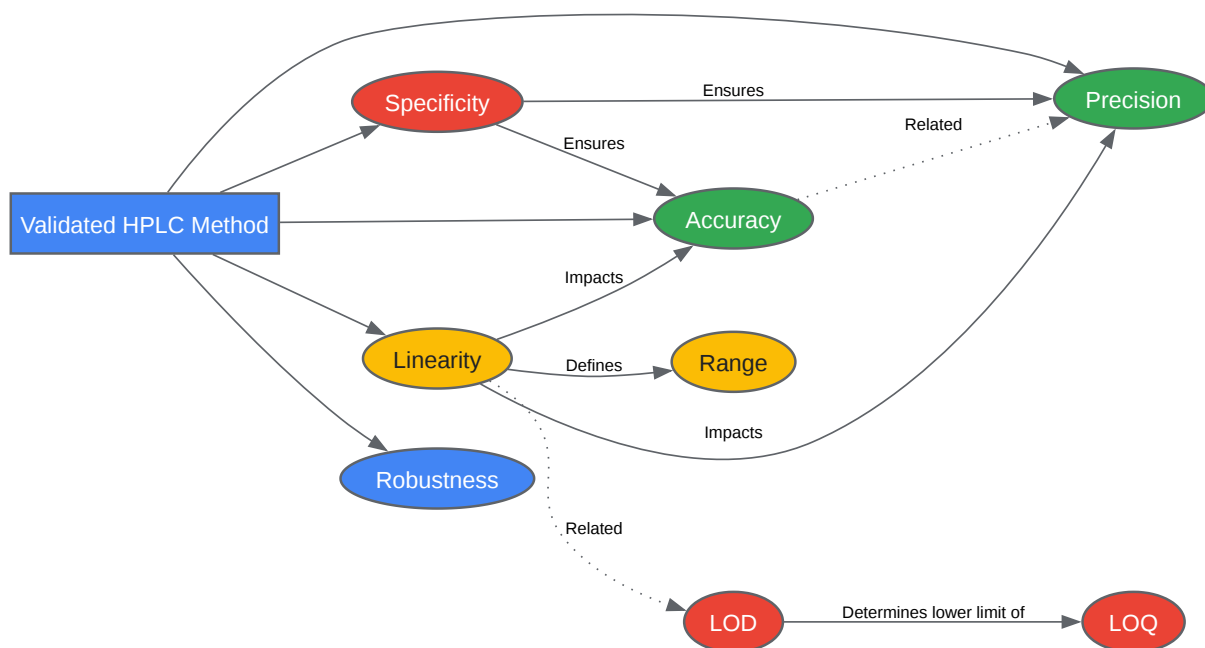 Ensures
Precision
Specificity
Related
Ensures
Validated HPLC Method
Accuracy
Impacts
Linearity
Defines
Range
Impacts
Robustness
Related
Determines lower limit of
LOD
LOQ